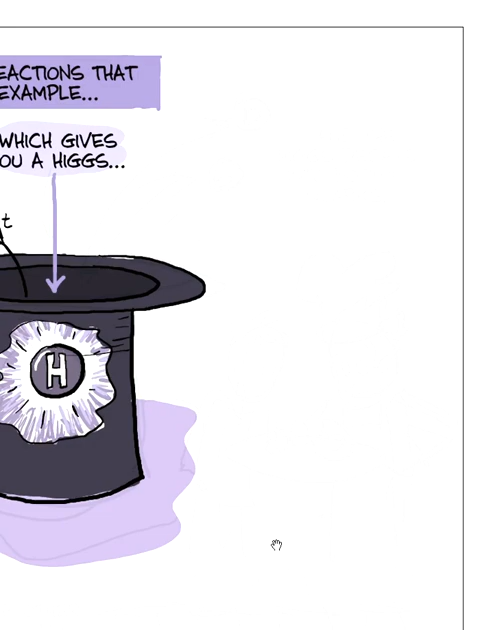 EACTIONS THAT
EXAMPLE...
WHICH GIVES
OU A HIGGS...
t
H